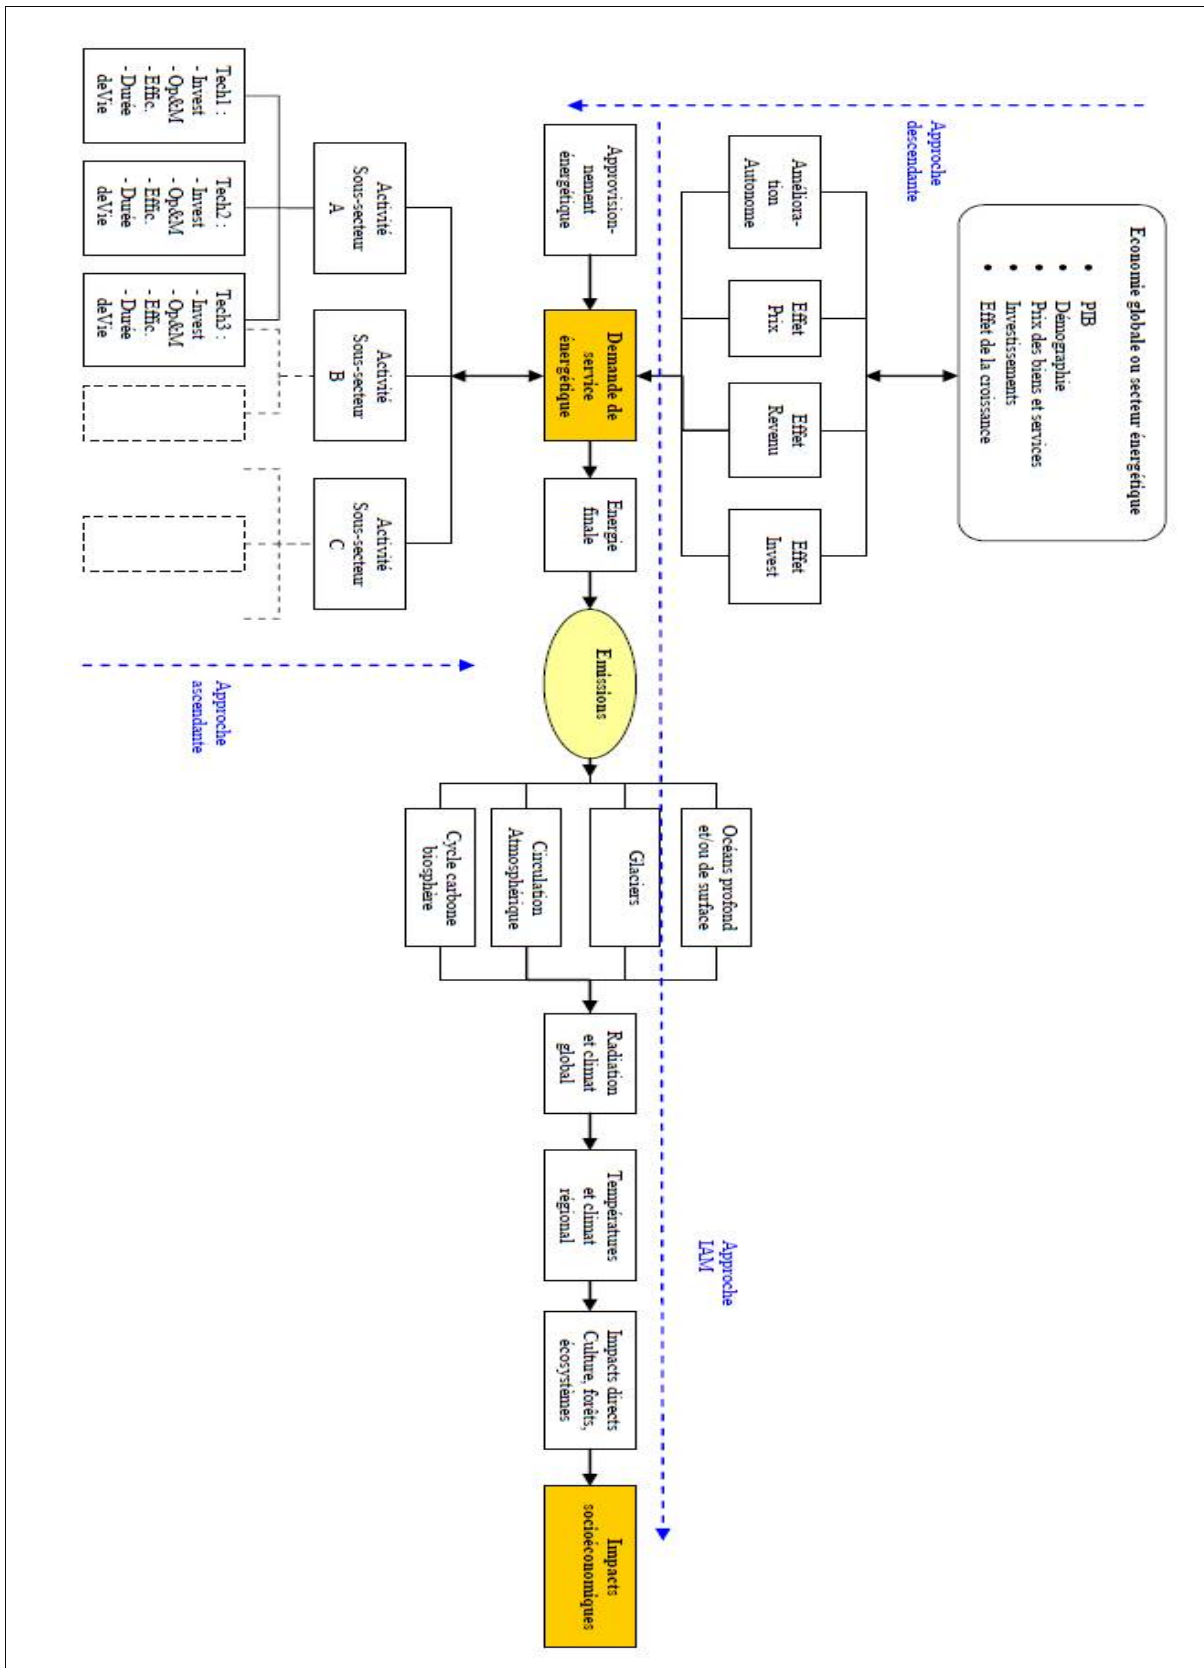 Economie globale ou secteur énergétique
• PIB
• Démographie
• Prix des biens et services
• Investissements
• Effet de la croissance
Approche
descendante
Améliora-
tion
Autonome
Effet
Prix
Effet
Revenu
Effet
Invest
Approvision-
nement
énergétique
Demande de
service
énergétique
Energie
finale
Emissions
Océans profond
et/ou de surface
Glaciers
Circulation
Atmosphérique
Cycle carbone
biosphère
Radiation
et climat
global
Températures
et climat
régional
Impacts directs
Culture, forêts,
écosystèmes
Impacts
socioéconomiques
Approche
IAM
Activité
Sous-secteur
A
Activité
Sous-secteur
B
Activité
Sous-secteur
C
Approche
ascendante
Tech1 :
- Invest
- Op&M
- Effic.
- Durée
deVie
Tech2 :
- Invest
- Op&M
- Effic.
- Durée
deVie
Tech3 :
- Invest
- Op&M
- Effic.
- Durée
deVie